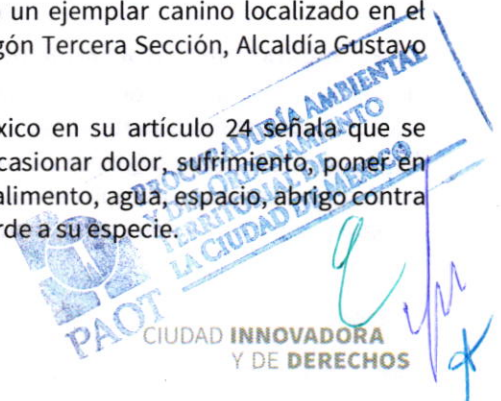 un ejemplar canino localizado en el
gón Tercera Sección, Alcaldía Gustavo
xico en su artículo 24 señala que se
casionar dolor, sufrimiento, poner en
alimento, agua, espacio, abrigo contra
rde a su especie.
PROCURADURÍA AMBIENTAL
Y DEL ORDENAMIENTO
TERRITORIAL DE
LA CIUDAD DE MÉXICO
PAOT
CIUDAD INNOVADORA
Y DE DERECHOS